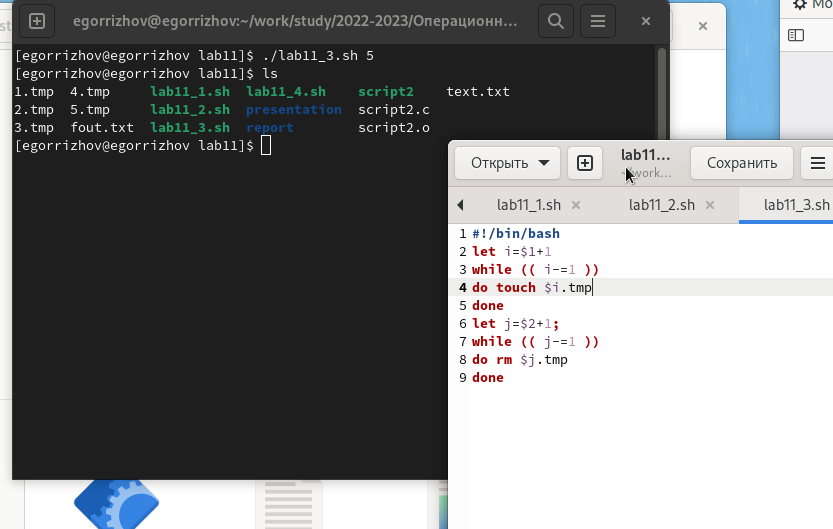 egorrizhov@egorrizhov:~/work/study/2022-2023/Операционн...
[egorrizhov@egorrizhov lab11]$ ./lab11_3.sh 5
[egorrizhov@egorrizhov lab11]$ ls
1.tmp 4.tmp lab11_1.sh lab11_4.sh script2 text.txt
2.tmp 5.tmp lab11_2.sh presentation script2.c
3.tmp fout.txt lab11_3.sh report script2.o
[egorrizhov@egorrizhov lab11]$
Открыть lab11... Сохранить
lab11_1.sh lab11_2.sh lab11_3.sh
1 #!/bin/bash
2 let i=$1+1
3 while (( i-=1 ))
4 do touch $i.tmp
5 done
6 let j=$2+1;
7 while (( j-=1 ))
8 do rm $j.tmp
9 done